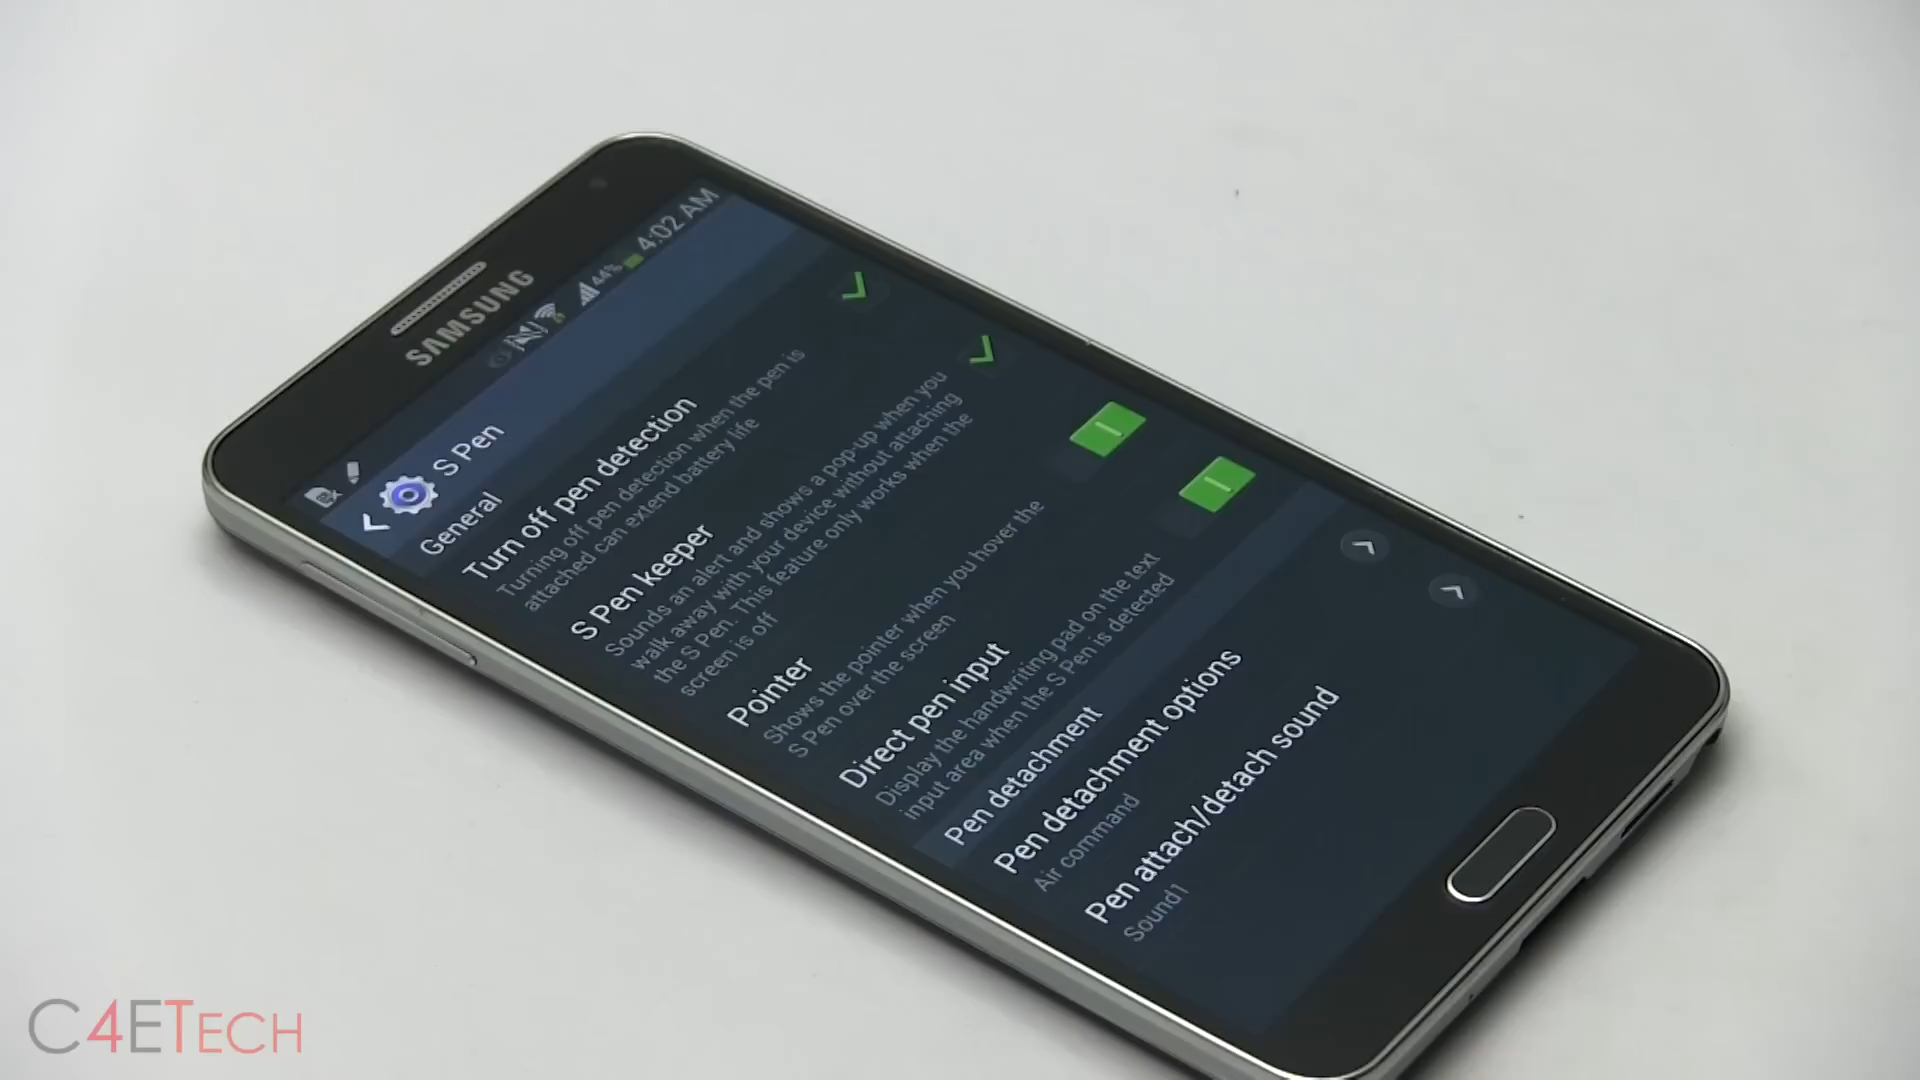 SAMSUNG
44% 4:02 AM
S Pen
General
Turn off pen detection
Turning off pen detection when the pen is
attached can extend battery life
S Pen keeper
Sounds an alert and shows a pop-up when you
walk away with your device without attaching
the S Pen. This feature only works when the
screen is off
Pointer
Shows the pointer when you hover the
S Pen over the screen
Direct pen input
Display the handwriting pad on the text
input area when the S Pen is detected
Pen detachment
Pen detachment options
Air command
Pen attach/detach sound
Sound1
C4ETECH